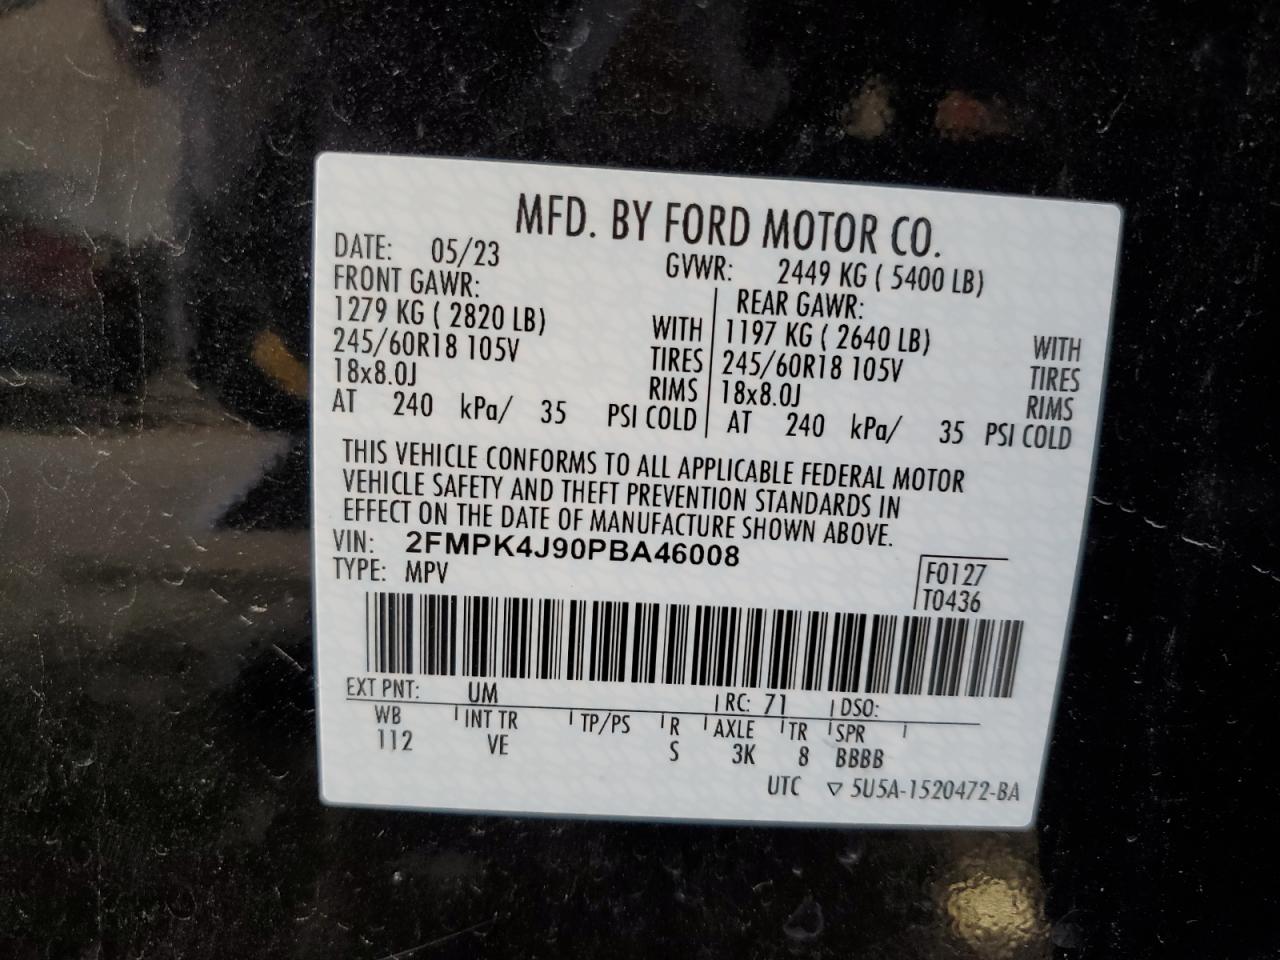 MFD. BY FORD MOTOR CO.
DATE: 05/23 GVWR: 2449 KG ( 5400 LB)
FRONT GAWR: REAR GAWR:
1279 KG ( 2820 LB) WITH 1197 KG ( 2640 LB) WITH
245/60R18 105V TIRES 245/60R18 105V TIRES
18x8.0J RIMS 18x8.0J RIMS
AT 240 kPa/ 35 PSI COLD AT 240 kPa/ 35 PSI COLD
THIS VEHICLE CONFORMS TO ALL APPLICABLE FEDERAL MOTOR
VEHICLE SAFETY AND THEFT PREVENTION STANDARDS IN
EFFECT ON THE DATE OF MANUFACTURE SHOWN ABOVE.
VIN: 2FMPK4J90PBA46008
TYPE: MPV
F0127
T0436
EXT PNT: UM RC: 71 DSO:
WB INT TR TP/PS R AXLE TR SPR
112 VE S 3K 8 BBBB
UTC ▽ 5U5A-1520472-BA